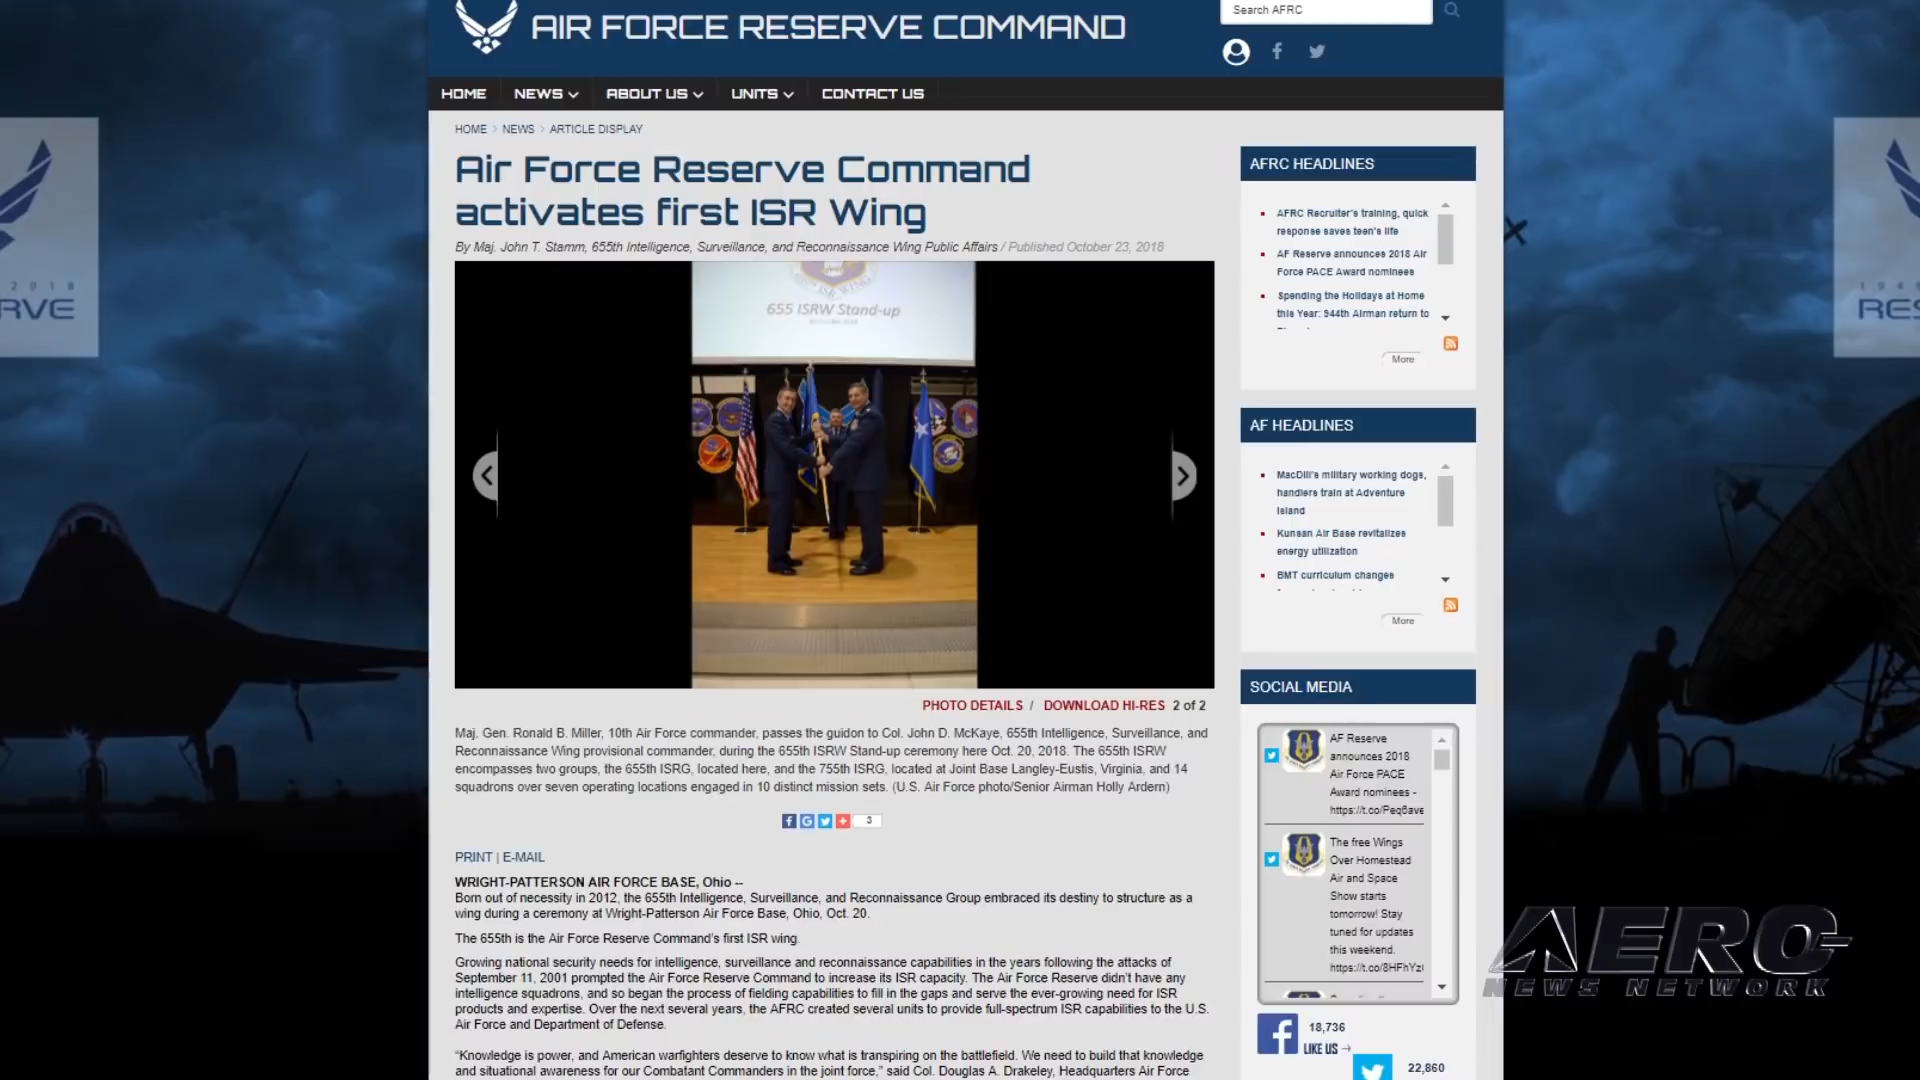 AIR FORCE RESERVE COMMAND
Search AFRC
HOME
NEWS
ABOUT US
UNITS
CONTACT US
HOME > NEWS > ARTICLE DISPLAY
Air Force Reserve Command
activates first ISR Wing
By Maj. John T. Stamm, 655th Intelligence, Surveillance, and Reconnaissance Wing Public Affairs / Published October 23, 2018
ISR WING
655 ISRW Stand-up
PHOTO DETAILS / DOWNLOAD HI-RES 2 of 2
Maj. Gen. Ronald B. Miller, 10th Air Force commander, passes the guidon to Col. John D. McKaye, 655th Intelligence, Surveillance, and
Reconnaissance Wing provisional commander, during the 655th ISRW Stand-up ceremony here Oct. 20, 2018. The 655th ISRW
encompasses two groups, the 655th ISRG, located here, and the 755th ISRG, located at Joint Base Langley-Eustis, Virginia, and 14
squadrons over seven operating locations engaged in 10 distinct mission sets. (U.S. Air Force photo/Senior Airman Holly Ardern)
3
PRINT | E-MAIL
WRIGHT-PATTERSON AIR FORCE BASE, Ohio --
Born out of necessity in 2012, the 655th Intelligence, Surveillance, and Reconnaissance Group embraced its destiny to structure as a
wing during a ceremony at Wright-Patterson Air Force Base, Ohio, Oct. 20.
The 655th is the Air Force Reserve Command's first ISR wing.
Growing national security needs for intelligence, surveillance and reconnaissance capabilities in the years following the attacks of
September 11, 2001 prompted the Air Force Reserve Command to increase its ISR capacity. The Air Force Reserve didn't have any
intelligence squadrons, and so began the process of fielding capabilities to fill in the gaps and serve the ever-growing need for ISR
products and expertise. Over the next several years, the AFRC created several units to provide full-spectrum ISR capabilities to the U.S.
Air Force and Department of Defense.
“Knowledge is power, and American warfighters deserve to know what is transpiring on the battlefield. We need to build that knowledge
and situational awareness for our Combatant Commanders in the joint force,” said Col. Douglas A. Drakeley, Headquarters Air Force
AFRC HEADLINES
AFRC Recruiter's training, quick
response saves teen's life
AF Reserve announces 2018 Air
Force PACE Award nominees
Spending the Holidays at Home
this Year: 944th Airman return to
More
AF HEADLINES
MacDill's military working dogs,
handlers train at Adventure
Island
Kunsan Air Base revitalizes
energy utilization
BMT curriculum changes
More
SOCIAL MEDIA
AF Reserve
announces 2018
Air Force PACE
Award nominees -
https://t.co/Peq6ave
The free Wings
Over Homestead
Air and Space
Show starts
tomorrow! Stay
tuned for updates
this weekend.
https://t.co/8HFhYz
18,736
LIKE US →
22,860
2018
RVE
RES
AERO
NEWS NETWORK